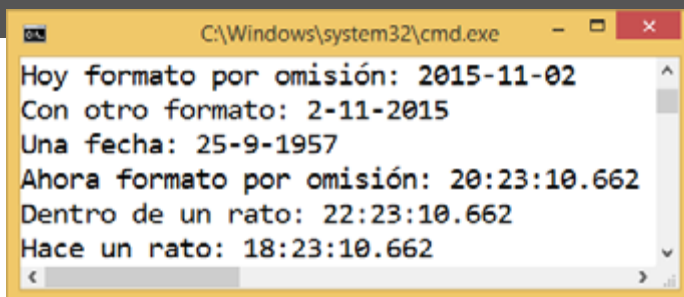 C:\Windows\system32\cmd.exe
Hoy formato por omisión: 2015-11-02
Con otro formato: 2-11-2015
Una fecha: 25-9-1957
Ahora formato por omisión: 20:23:10.662
Dentro de un rato: 22:23:10.662
Hace un rato: 18:23:10.662